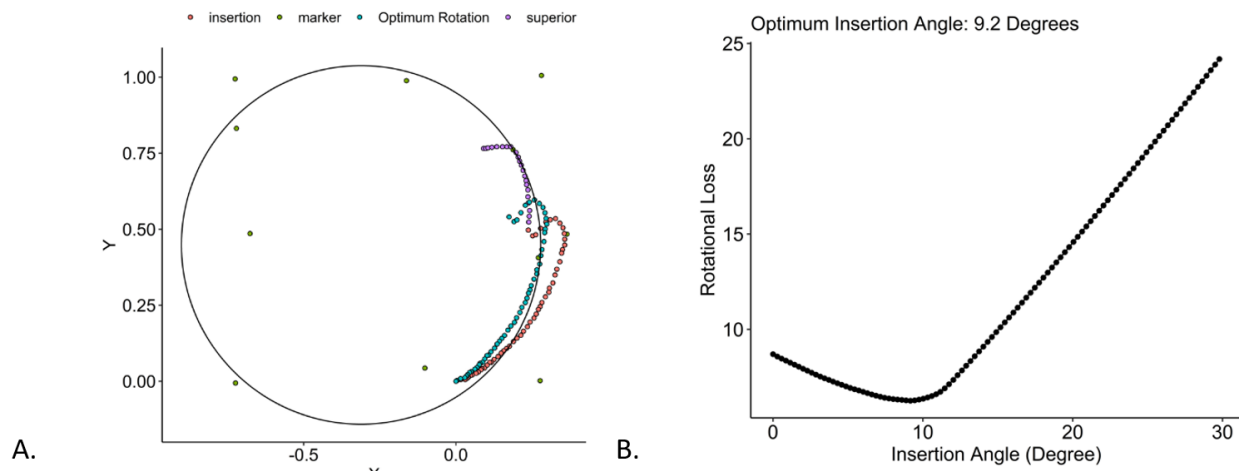 insertion marker Optimum Rotation superior
1.00
0.75
0.50
0.25
0.00
Y
-0.5 0.0
A.
Optimum Insertion Angle: 9.2 Degrees
25
20
15
10
Rotational Loss
0 10 20 30
Insertion Angle (Degree)
B.